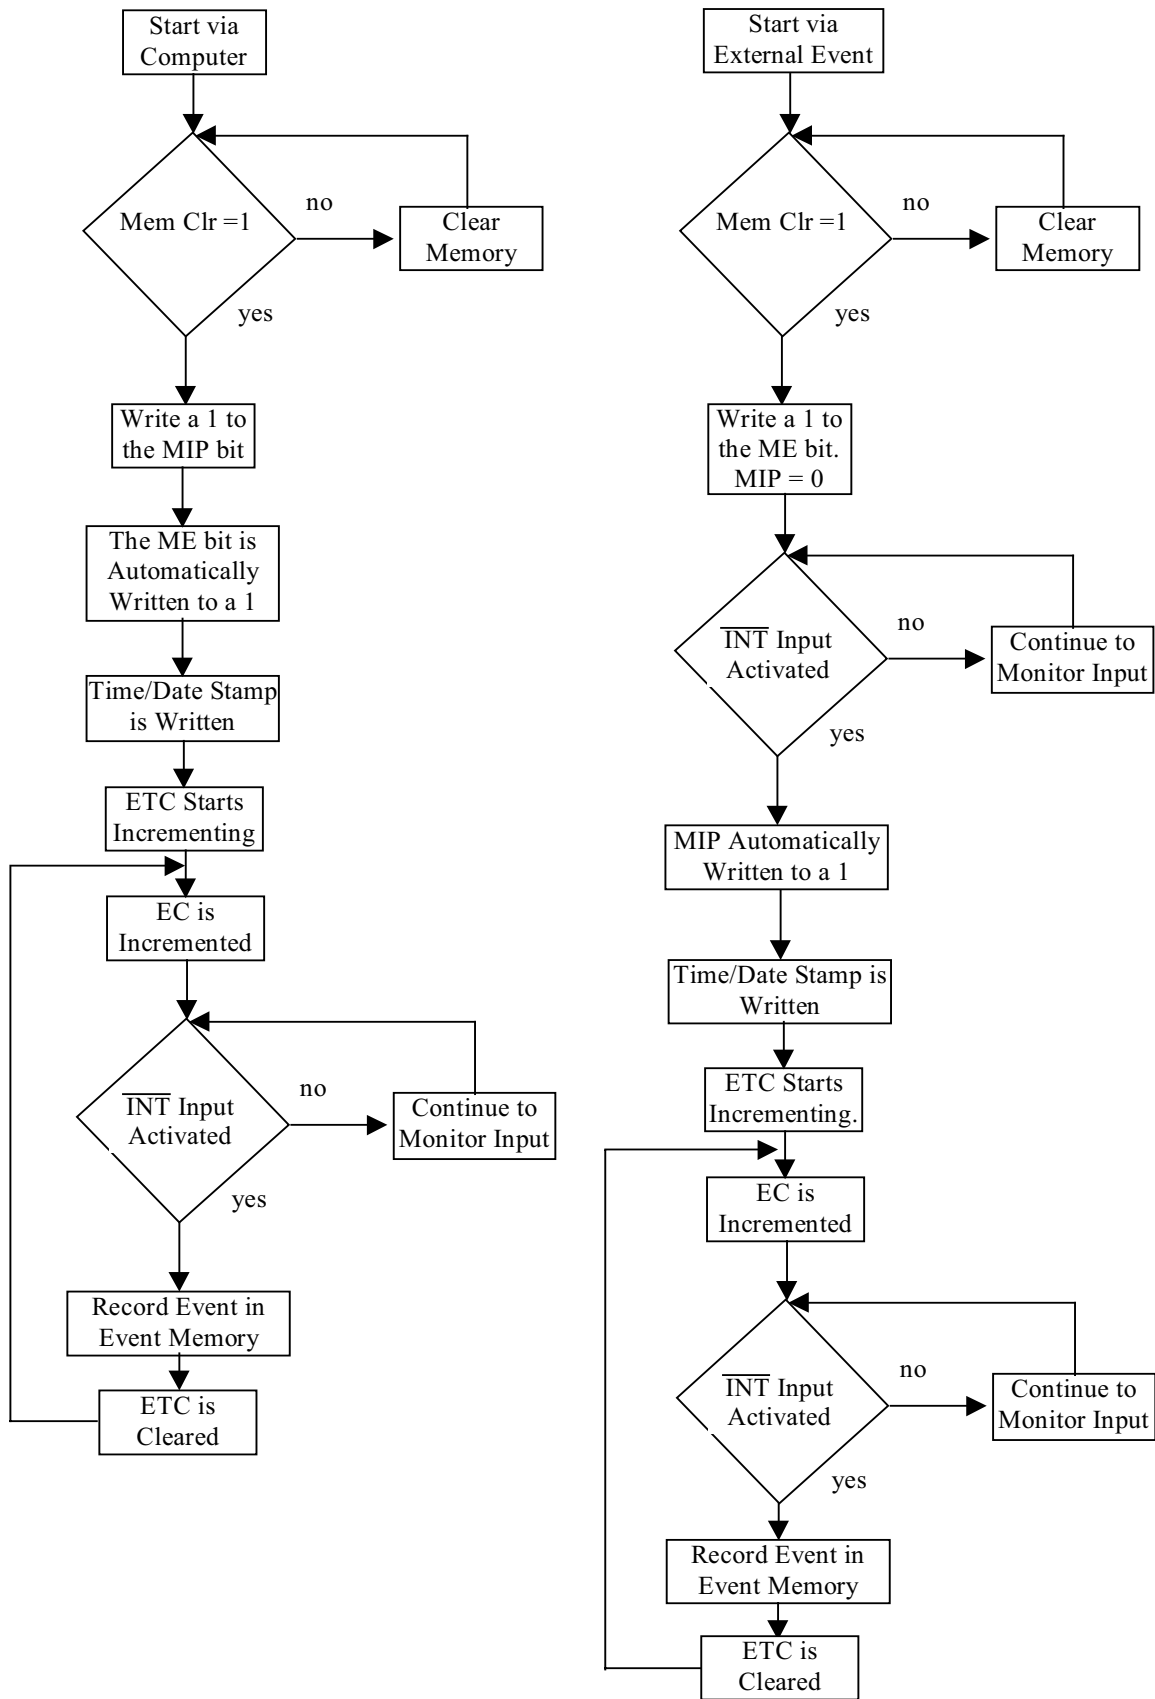 Start via
Computer
Mem Clr =1
no
Clear
Memory
yes
Write a 1 to
the MIP bit
The ME bit is
Automatically
Written to a 1
Time/Date Stamp
is Written
ETC Starts
Incrementing
EC is
Incremented
INT Input
Activated
no
Continue to
Monitor Input
yes
Record Event in
Event Memory
ETC is
Cleared
Start via
External Event
Mem Clr =1
no
Clear
Memory
yes
Write a 1 to
the ME bit.
MIP = 0
INT Input
Activated
no
Continue to
Monitor Input
yes
MIP Automatically
Written to a 1
Time/Date Stamp is
Written
ETC Starts
Incrementing.
EC is
Incremented
INT Input
Activated
no
Continue to
Monitor Input
yes
Record Event in
Event Memory
ETC is
Cleared